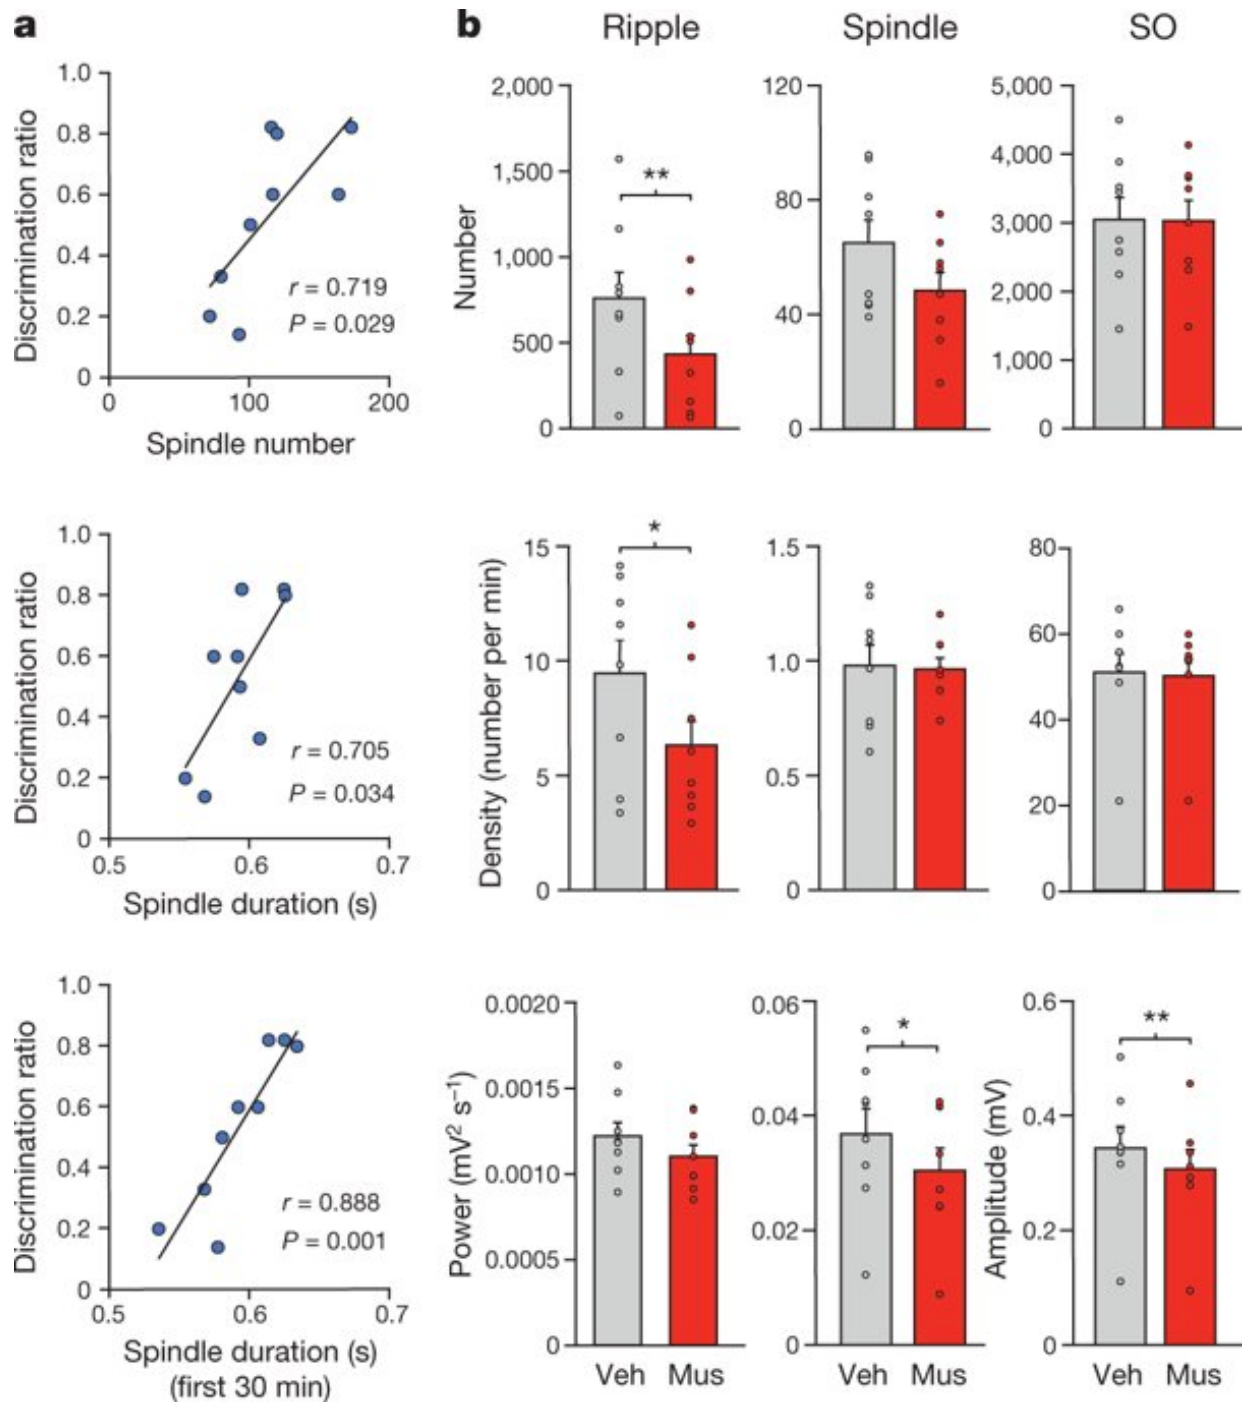 a
1.0
0.8
0.6
0.4
0.2
0
Discrimination ratio
r = 0.719
P = 0.029
0 100 200
Spindle number
1.0
0.8
0.6
0.4
0.2
0
Discrimination ratio
r = 0.705
P = 0.034
0.5 0.6 0.7
Spindle duration (s)
1.0
0.8
0.6
0.4
0.2
0
Discrimination ratio
r = 0.888
P = 0.001
0.5 0.6 0.7
Spindle duration (s)
(first 30 min)
b
Ripple Spindle SO
Number
2,000
1,500
1,000
500
0
**
120
80
40
0
5,000
4,000
3,000
2,000
1,000
0
Density (number per min)
15
10
5
0
*
1.5
1.0
0.5
0
80
60
40
20
0
Power (mV² s⁻¹)
0.0020
0.0015
0.0010
0.0005
0
Veh Mus
0.06
0.04
0.02
0
*
Veh Mus
Amplitude (mV)
0.6
0.4
0.2
0
**
Veh Mus